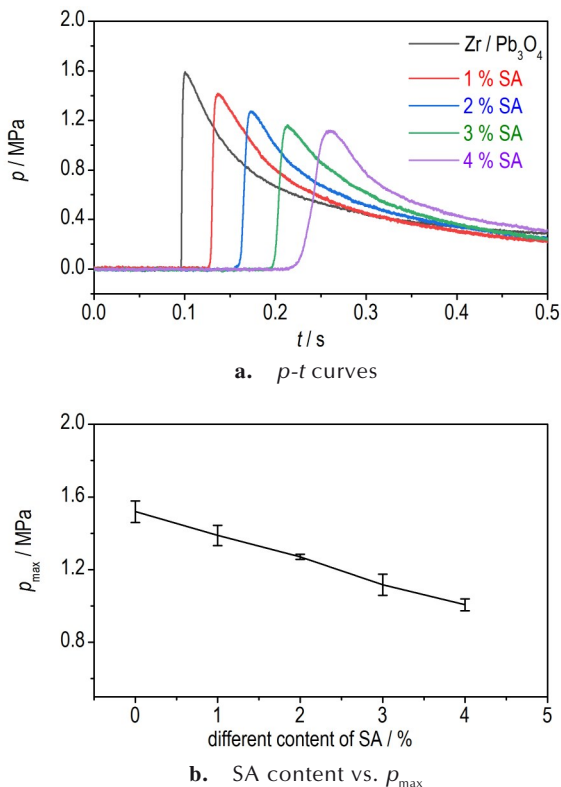 2.0
1.6
1.2
0.8
0.4
0.0
p / MPa
Zr / Pb₃O₄
1 % SA
2 % SA
3 % SA
4 % SA
0.0 0.1 0.2 0.3 0.4 0.5
t / s
a. p-t curves
2.0
1.6
1.2
0.8
pmax / MPa
0 1 2 3 4 5
different content of SA / %
b. SA content vs. pmax